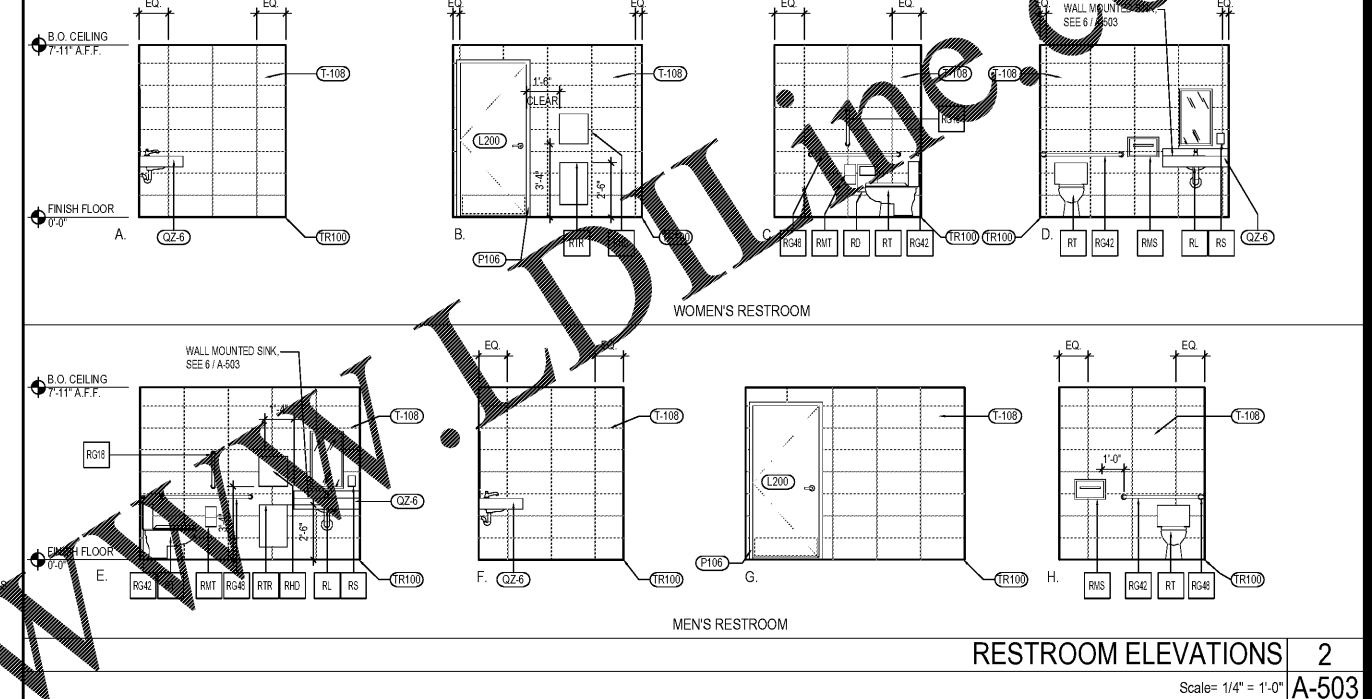 EQ.
EQ.
EQ.
EQ.
EQ.
EQ.
WALL MOUNTED SINK,
SEE 6 / A-503
B.O. CEILING
7'-11" A.F.F.
T-108
1'-6"
CLEAR
T-108
T-108
T-108
L200
3'-4"
2'-6"
FINISH FLOOR
0'-0"
A.
QZ-6
TR100
B.
P106
RTR
C.
RG48
RMT
RD
RT
RG42
TR100
TR100
D.
RT
RG42
RMS
RL
RS
QZ-6
WOMEN'S RESTROOM
WALL MOUNTED SINK,
SEE 6 / A-503
EQ.
EQ.
EQ.
EQ.
B.O. CEILING
7'-11" A.F.F.
T-108
T-108
T-108
T-108
RG18
1'-0"
L200
QZ-6
3'-4"
2'-6"
FINISH FLOOR
0'-0"
E.
RG42
RMT
RG48
RTR
RHD
RL
RS
TR100
F.
QZ-6
TR100
P106
G.
TR100
H.
RMS
RG42
RT
RG48
TR100
MEN'S RESTROOM
RESTROOM ELEVATIONS
2
Scale= 1/4" = 1'-0"
A-503